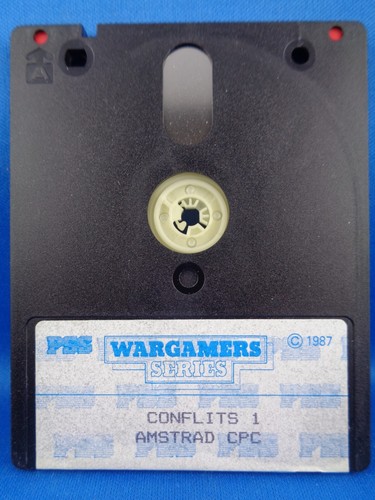 A
PSS WARGAMERS © 1987
SERIES
CONFLITS 1
AMSTRAD CPC